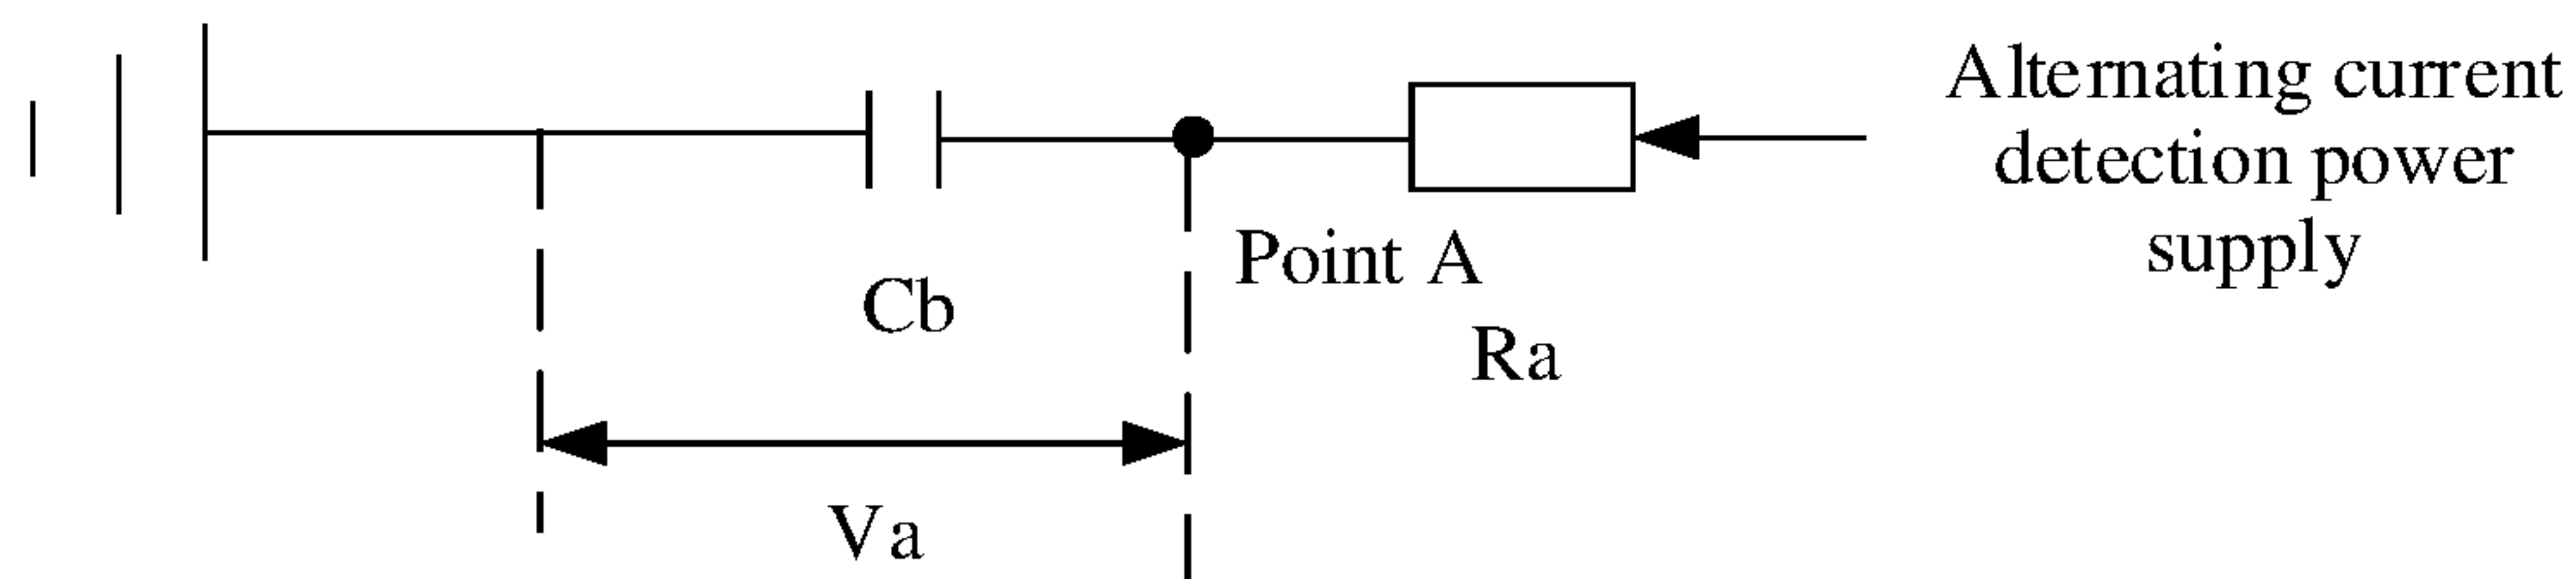 Alternating current
detection power
supply
Point A
Cb
Ra
Va